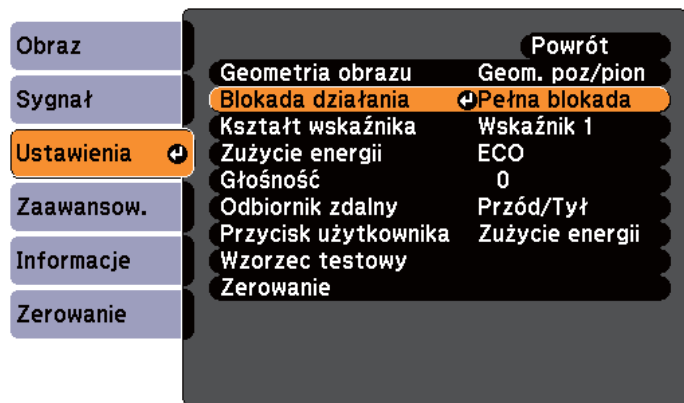 Obraz
Sygnał
Ustawienia
Zaawansow.
Informacje
Zerowanie
Powrót
Geometria obrazu Geom. poz/pion
Blokada działania Pełna blokada
Kształt wskaźnika Wskaźnik 1
Zużycie energii ECO
Głośność 0
Odbiornik zdalny Przód/Tył
Przycisk użytkownika Zużycie energii
Wzorzec testowy
Zerowanie